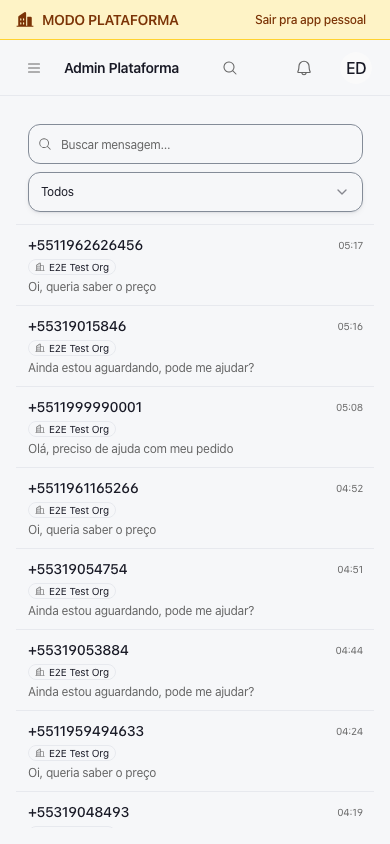 MODO PLATAFORMA
Sair pra app pessoal
Admin Plataforma
ED
Buscar mensagem...
Todos
+5511962626456
05:17
E2E Test Org
Oi, queria saber o preço
+55319015846
05:16
E2E Test Org
Ainda estou aguardando, pode me ajudar?
+5511999990001
05:08
E2E Test Org
Olá, preciso de ajuda com meu pedido
+5511961165266
04:52
E2E Test Org
Oi, queria saber o preço
+55319054754
04:51
E2E Test Org
Ainda estou aguardando, pode me ajudar?
+55319053884
04:44
E2E Test Org
Ainda estou aguardando, pode me ajudar?
+5511959494633
04:24
E2E Test Org
Oi, queria saber o preço
+55319048493
04:19